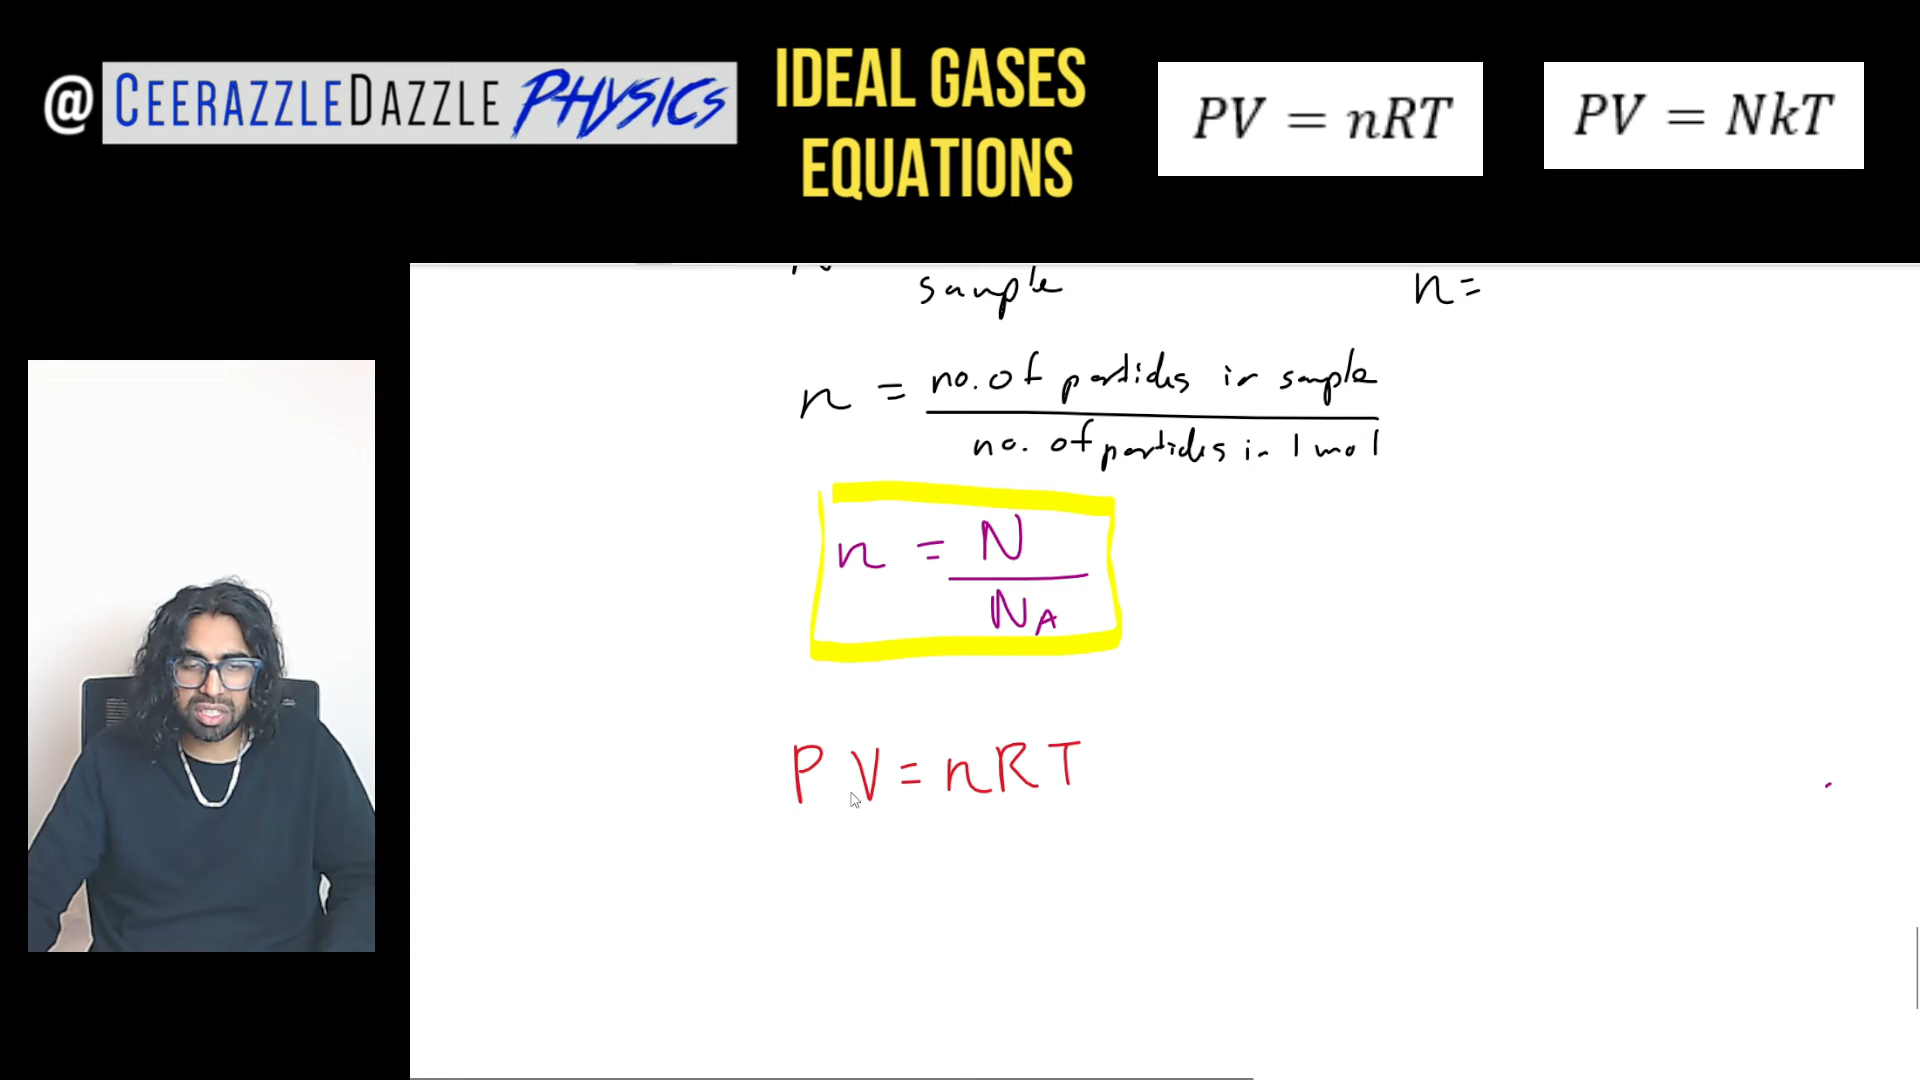 @ CEERAZZLEDAZZLE PHYSICS
IDEAL GASES
EQUATIONS
PV = nRT
PV = NkT
sample
n=
n = no. of particles in sample
no. of particles in 1 mol
n = N
N_A
PV = nRT